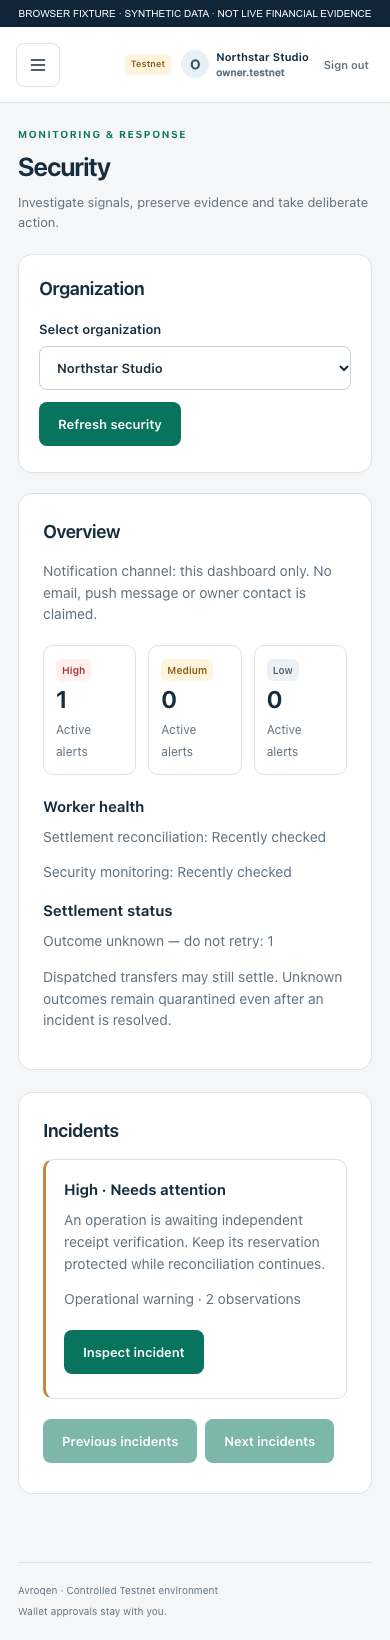 BROWSER FIXTURE · SYNTHETIC DATA · NOT LIVE FINANCIAL EVIDENCE
Testnet
O
Northstar Studio
owner.testnet
Sign out
MONITORING & RESPONSE
Security
Investigate signals, preserve evidence and take deliberate
action.
Organization
Select organization
Northstar Studio
Refresh security
Overview
Notification channel: this dashboard only. No
email, push message or owner contact is
claimed.
High
1
Active
alerts
Medium
0
Active
alerts
Low
0
Active
alerts
Worker health
Settlement reconciliation: Recently checked
Security monitoring: Recently checked
Settlement status
Outcome unknown — do not retry: 1
Dispatched transfers may still settle. Unknown
outcomes remain quarantined even after an
incident is resolved.
Incidents
High · Needs attention
An operation is awaiting independent
receipt verification. Keep its reservation
protected while reconciliation continues.
Operational warning · 2 observations
Inspect incident
Previous incidents
Next incidents
Avroqen · Controlled Testnet environment
Wallet approvals stay with you.